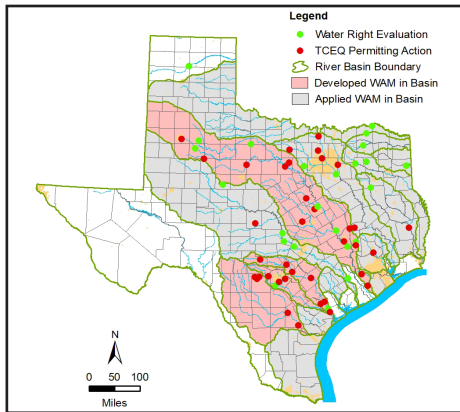 Legend
Water Right Evaluation
TCEQ Permitting Action
River Basin Boundary
Developed WAM in Basin
Applied WAM in Basin
N
0 50 100
Miles